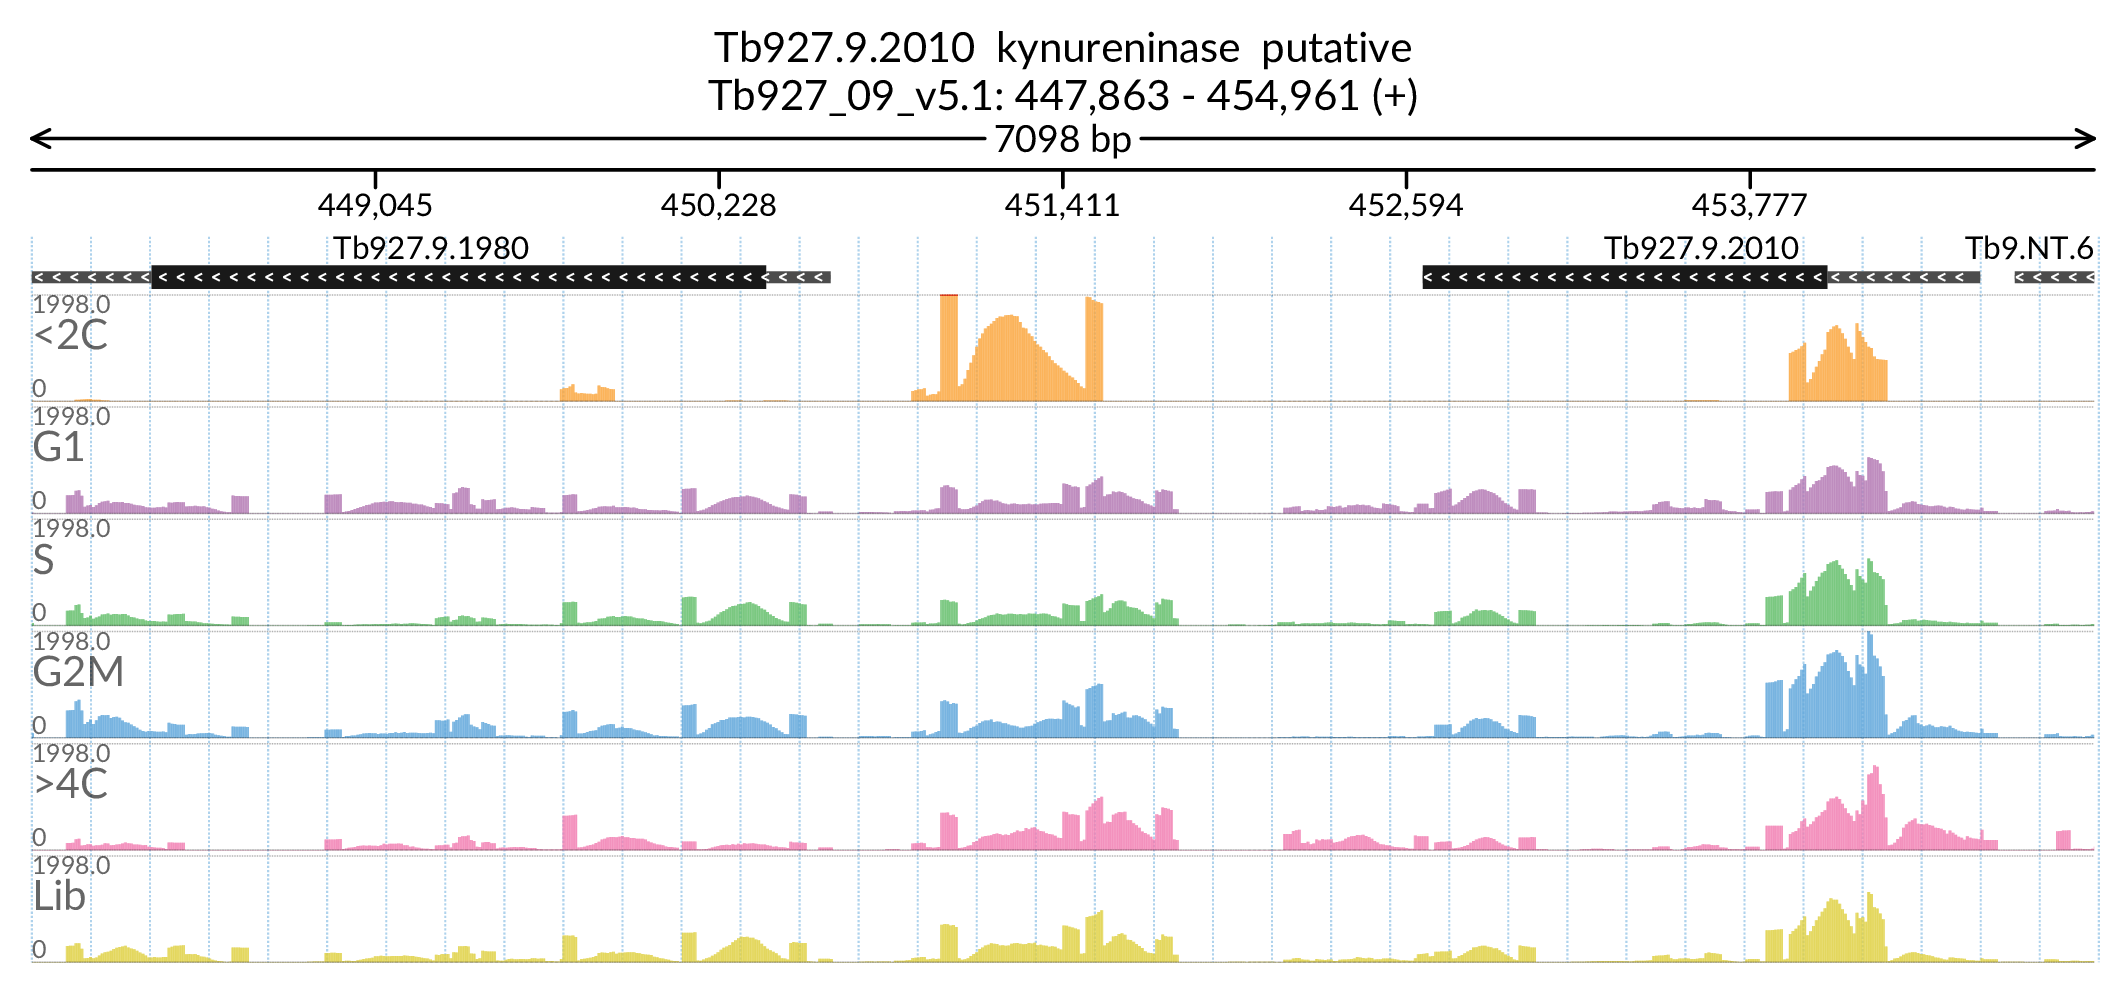 Tb927.9.2010 kynureninase putative
Tb927_09_v5.1: 447,863 - 454,961 (+)
7098 bp
449,045 450,228 451,411 452,594 453,777
Tb927.9.1980 Tb927.9.2010 Tb9.NT.6
1998.0
<2C
0
1998.0
G1
0
1998.0
S
0
1998.0
G2M
0
1998.0
>4C
0
1998.0
Lib
0